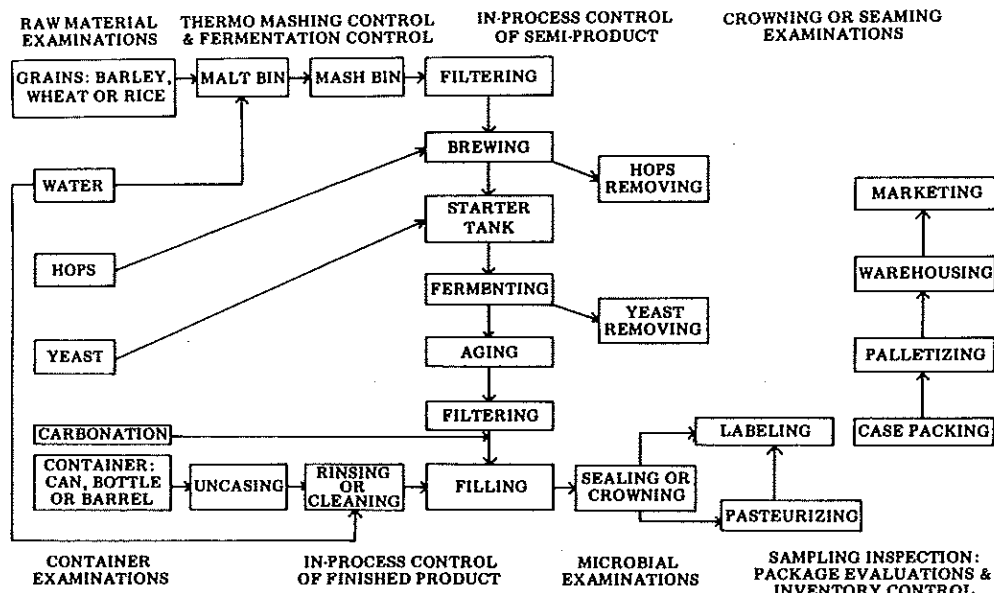 RAW MATERIAL
EXAMINATIONS
THERMO MASHING CONTROL
& FERMENTATION CONTROL
IN-PROCESS CONTROL
OF SEMI-PRODUCT
CROWNING OR SEAMING
EXAMINATIONS
GRAINS: BARLEY,
WHEAT OR RICE
MALT BIN
MASH BIN
FILTERING
BREWING
WATER
HOPS
REMOVING
MARKETING
STARTER
TANK
HOPS
WAREHOUSING
FERMENTING
YEAST
REMOVING
YEAST
AGING
PALLETIZING
FILTERING
CARBONATION
LABELING
CASE PACKING
CONTAINER:
CAN, BOTTLE
OR BARREL
UNCASING
RINSING
OR
CLEANING
FILLING
SEALING OR
CROWNING
PASTEURIZING
CONTAINER
EXAMINATIONS
IN-PROCESS CONTROL
OF FINISHED PRODUCT
MICROBIAL
EXAMINATIONS
SAMPLING INSPECTION:
PACKAGE EVALUATIONS &
INVENTORY CONTROL